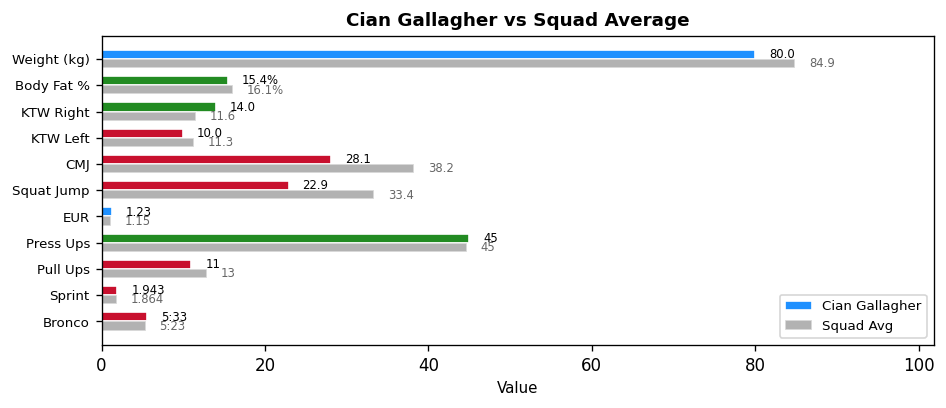 Cian Gallagher vs Squad Average
Weight (kg) 80.0
84.9
Body Fat % 15.4%
16.1%
KTW Right 14.0
11.6
KTW Left 10.0
11.3
CMJ 28.1
38.2
Squat Jump 22.9
33.4
EUR 1.23
1.15
Press Ups 45
45
Pull Ups 11
13
Sprint 1.943
1.864
Bronco 5:33
5:23
Cian Gallagher
Squad Avg
0 20 40 60 80 100
Value